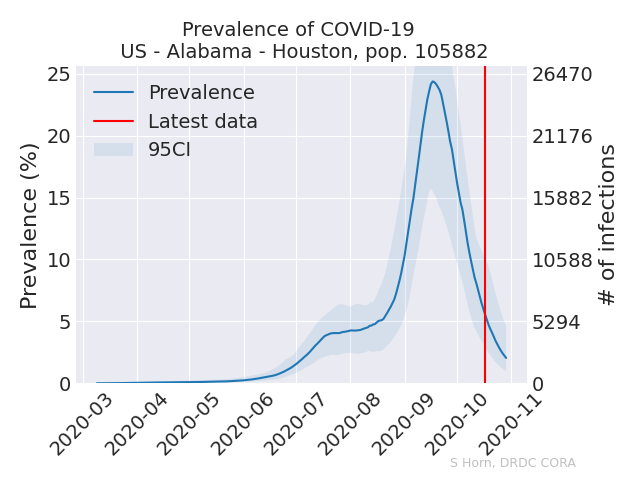 Prevalence of COVID-19
US - Alabama - Houston, pop. 105882
Prevalence
Latest data
95CI
Prevalence (%)
25
20
15
10
5
0
26470
21176
15882
10588
5294
0
# of infections
2020-03
2020-04
2020-05
2020-06
2020-07
2020-08
2020-09
2020-10
2020-11
S Horn, DRDC CORA